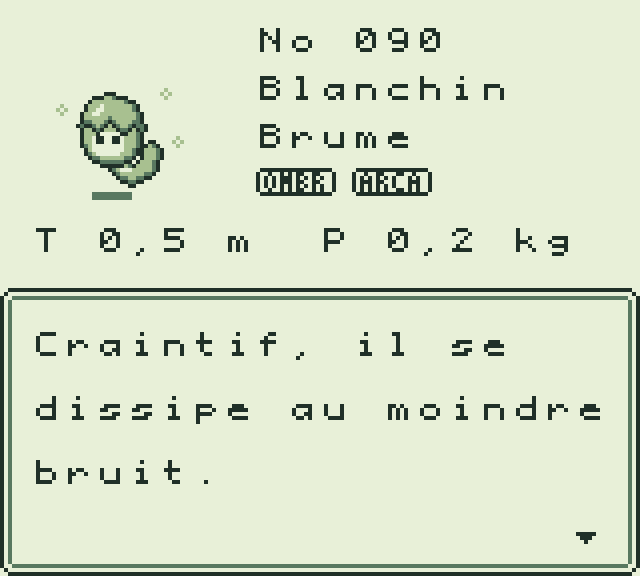 No 090
Blanchin
Brume
OMBR ARCA
T 0,5 m P 0,2 kg
Craintif, il se
dissipe au moindre
bruit.